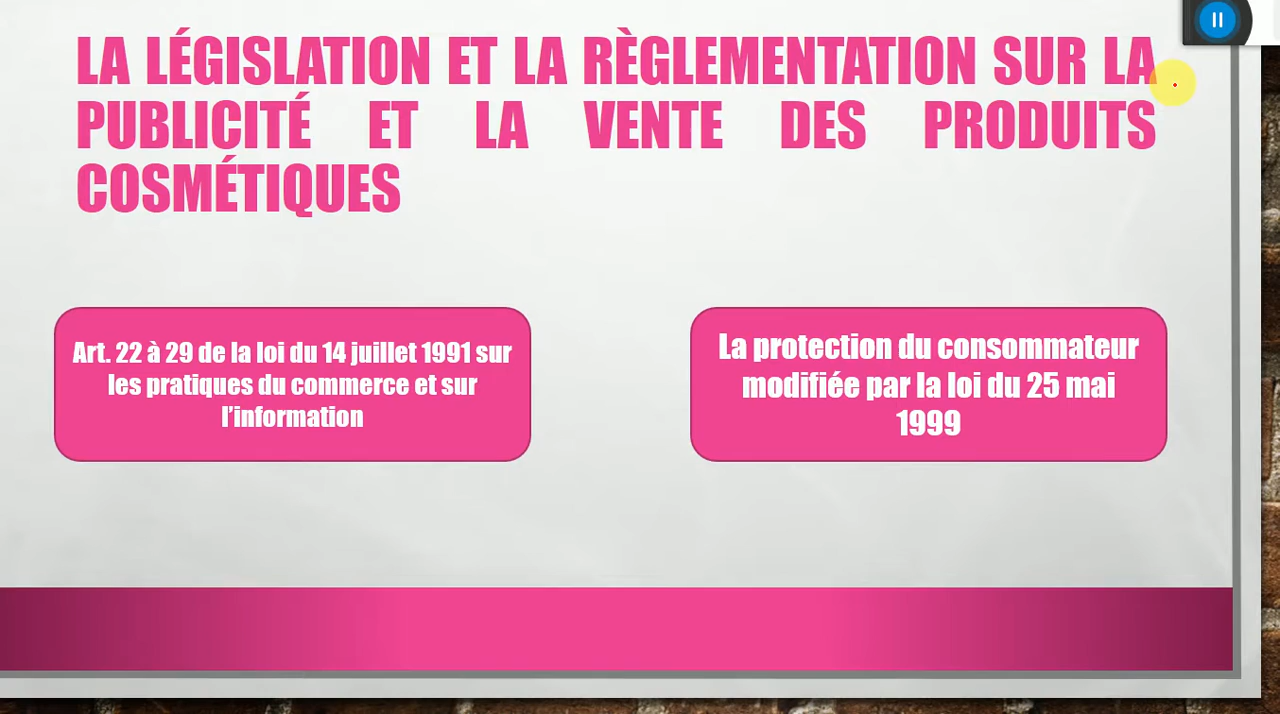 LA LÉGISLATION ET LA RÈGLEMENTATION SUR LA
PUBLICITÉ ET LA VENTE DES PRODUITS
COSMÉTIQUES
Art. 22 à 29 de la loi du 14 juillet 1991 sur
les pratiques du commerce et sur
l’information
La protection du consommateur
modifiée par la loi du 25 mai
1999